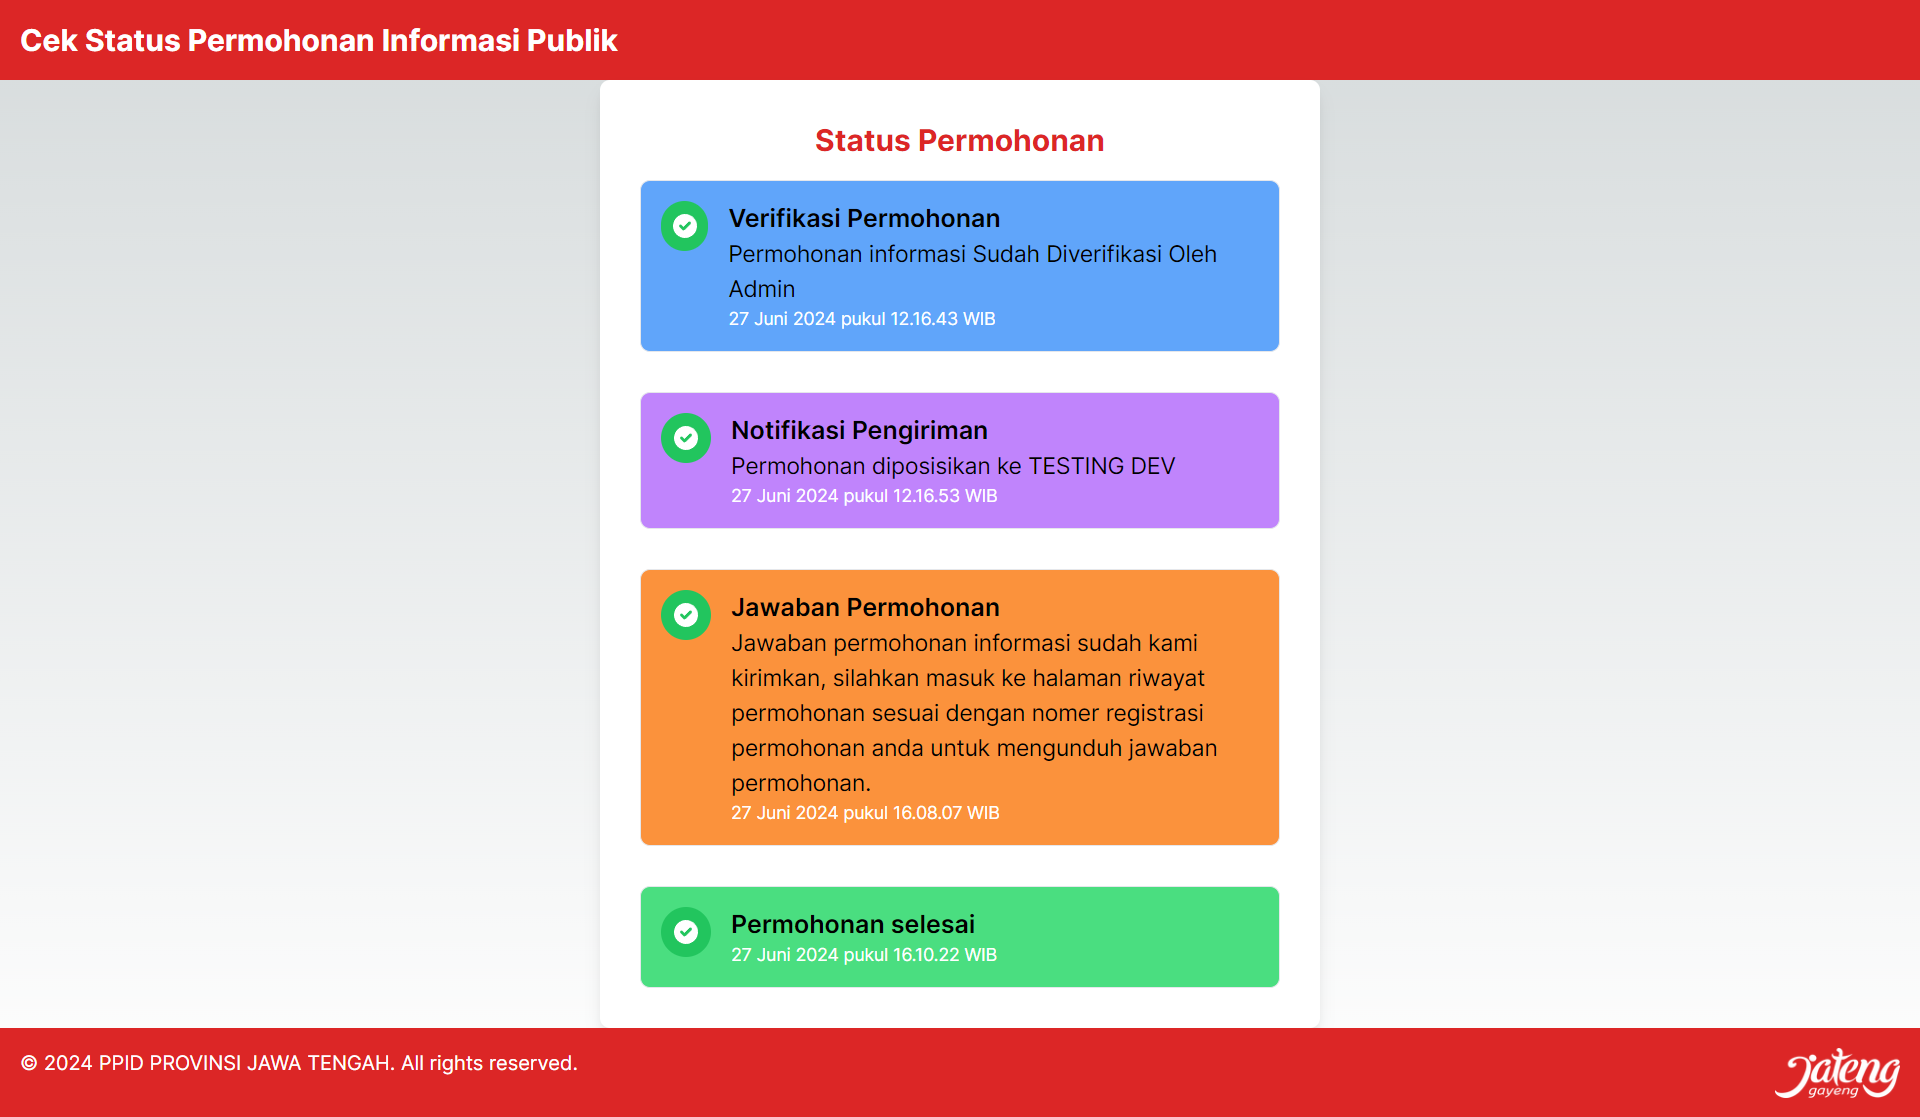 Cek Status Permohonan Informasi Publik
Status Permohonan
Verifikasi Permohonan
Permohonan informasi Sudah Diverifikasi Oleh
Admin
27 Juni 2024 pukul 12.16.43 WIB
Notifikasi Pengiriman
Permohonan diposisikan ke TESTING DEV
27 Juni 2024 pukul 12.16.53 WIB
Jawaban Permohonan
Jawaban permohonan informasi sudah kami
kirimkan, silahkan masuk ke halaman riwayat
permohonan sesuai dengan nomer registrasi
permohonan anda untuk mengunduh jawaban
permohonan.
27 Juni 2024 pukul 16.08.07 WIB
Permohonan selesai
27 Juni 2024 pukul 16.10.22 WIB
© 2024 PPID PROVINSI JAWA TENGAH. All rights reserved.
Jateng
gayeng